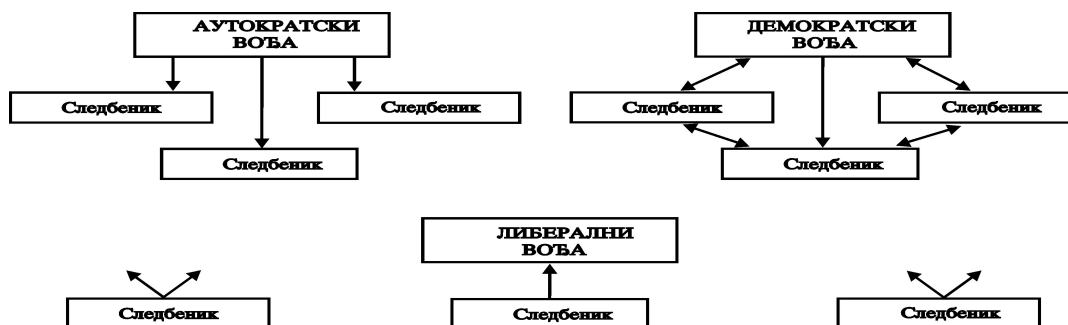 АУТОКРАТСКИ
ВОЂА
Следбеник
Следбеник
Следбеник
ДЕМОКРАТСКИ
ВОЂА
Следбеник
Следбеник
Следбеник
ЛИБЕРАЛНИ
ВОЂА
Следбеник
Следбеник
Следбеник